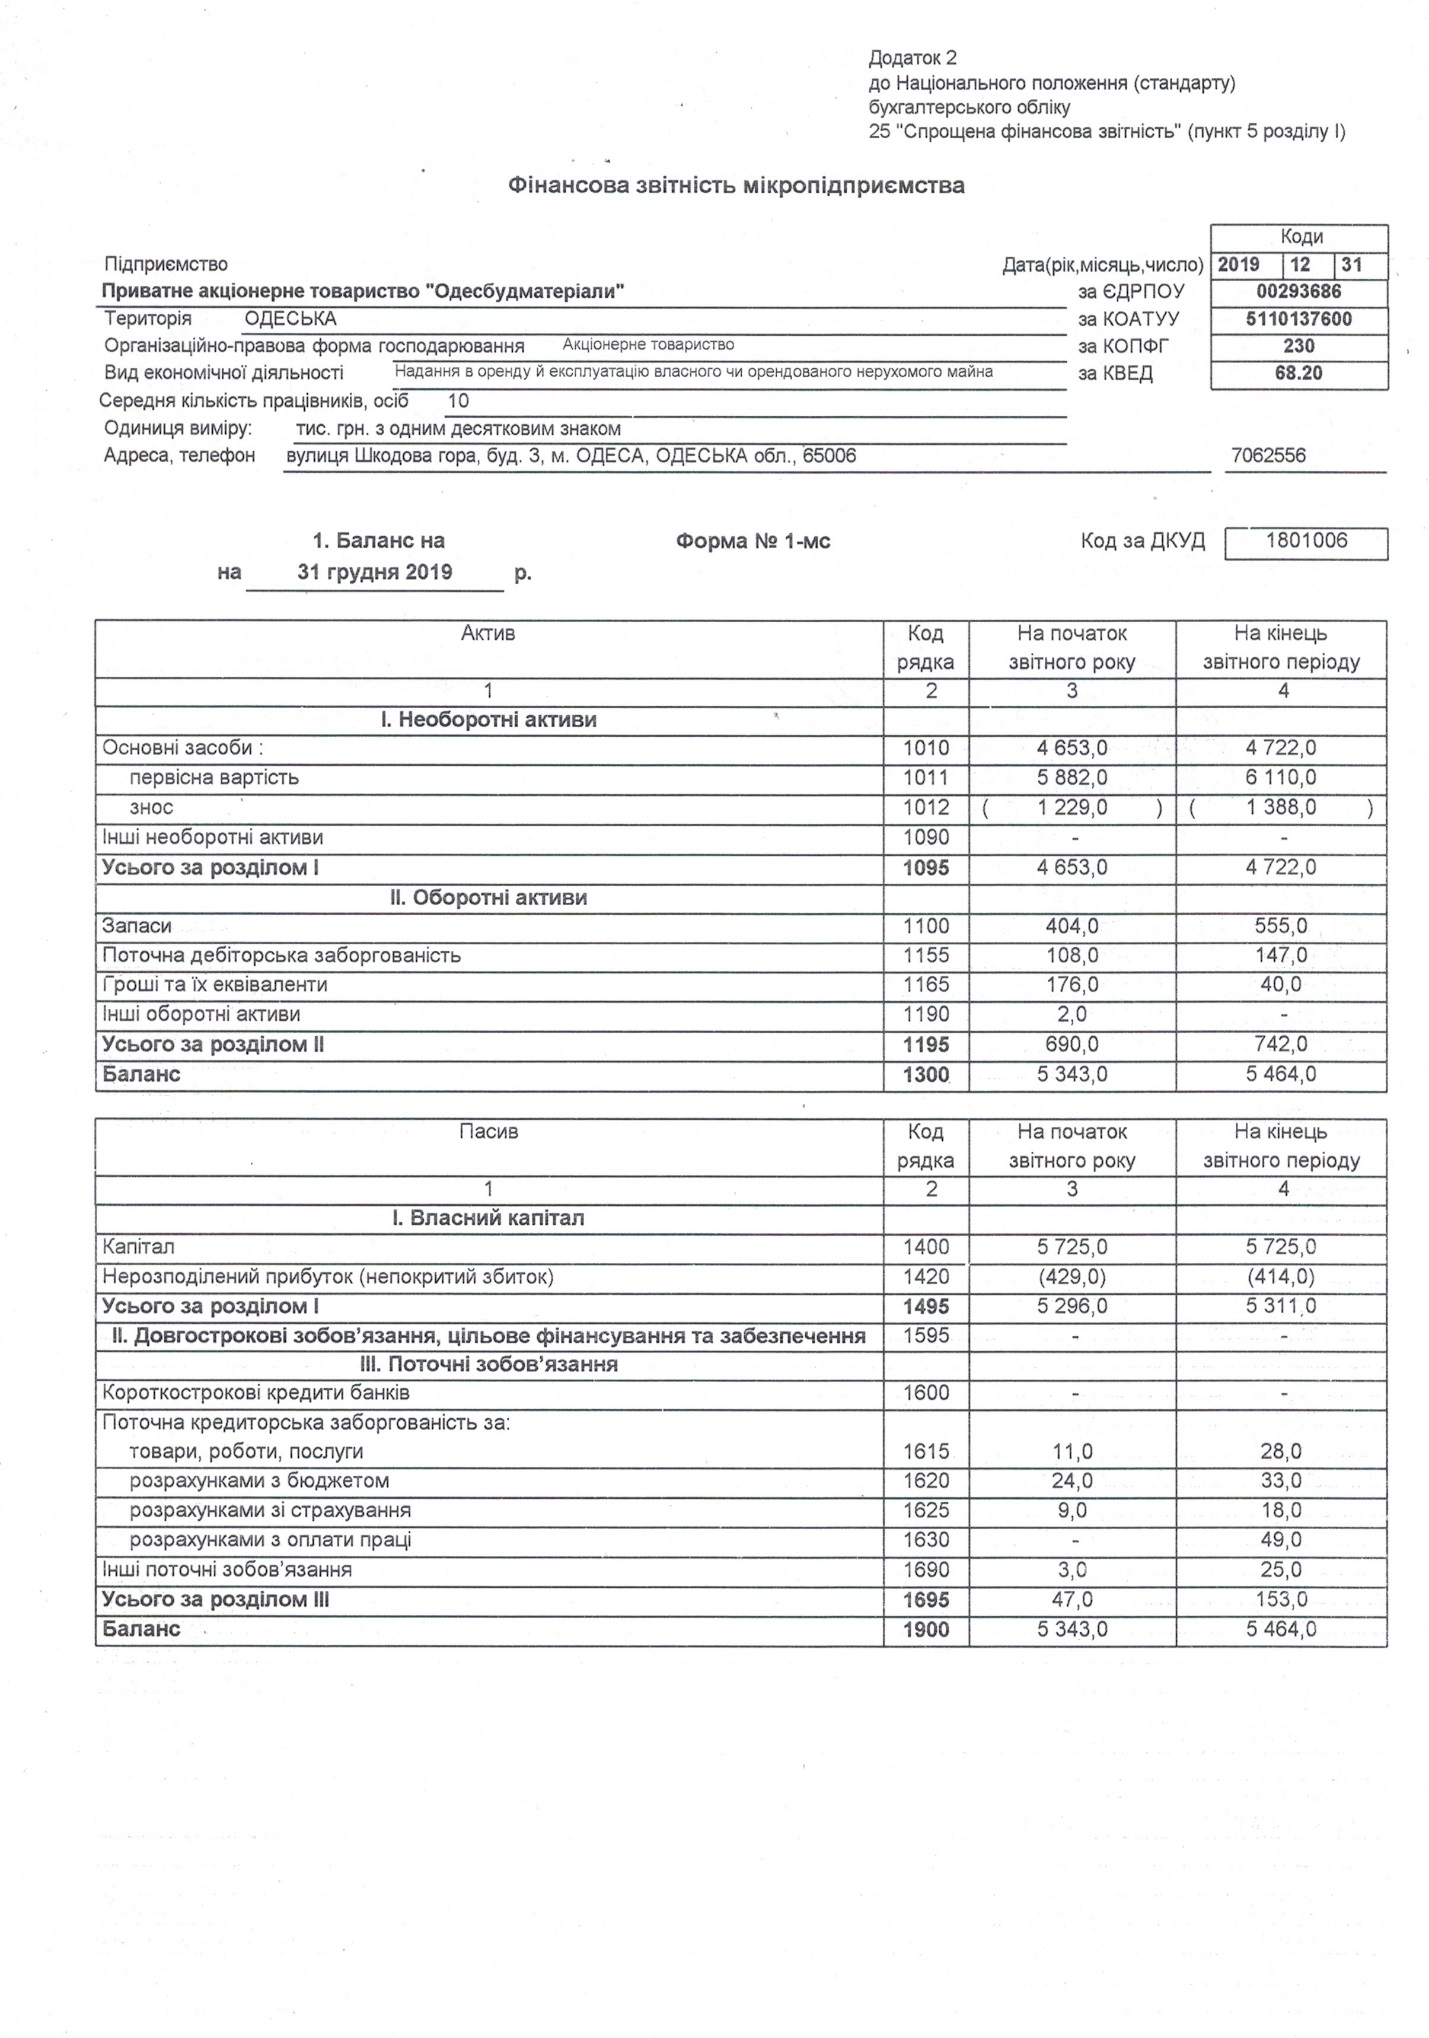 Додаток 2
до Національного положення (стандарту)
бухгалтерського обліку
25 "Спрощена фінансова звітність" (пункт 5 розділу І)
Фінансова звітність мікропідприємства
Коди
Підприємство Дата(рік,місяць,число) 2019 12 31
Приватне акціонерне товариство "Одесбудматеріали" за ЄДРПОУ 00293686
Територія ОДЕСЬКА за КОАТУУ 5110137600
Організаційно-правова форма господарювання Акціонерне товариство за КОПФГ 230
Вид економічної діяльності Надання в оренду й експлуатацію власного чи орендованого нерухомого майна за КВЕД 68.20
Середня кількість працівників, осіб 10
Одиниця виміру: тис. грн. з одним десятковим знаком
Адреса, телефон вулиця Шкодова гора, буд. 3, м. ОДЕСА, ОДЕСЬКА обл., 65006 7062556
1. Баланс на Форма № 1-мс Код за ДКУД 1801006
на 31 грудня 2019 р.
Актив Код На початок На кінець
рядка звітного року звітного періоду
1 2 3 4
І. Необоротні активи
Основні засоби : 1010 4 653,0 4 722,0
первісна вартість 1011 5 882,0 6 110,0
знос 1012 ( 1 229,0 ) ( 1 388,0 )
Інші необоротні активи 1090 - -
Усього за розділом І 1095 4 653,0 4 722,0
ІІ. Оборотні активи
Запаси 1100 404,0 555,0
Поточна дебіторська заборгованість 1155 108,0 147,0
Гроші та їх еквіваленти 1165 176,0 40,0
Інші оборотні активи 1190 2,0 -
Усього за розділом ІІ 1195 690,0 742,0
Баланс 1300 5 343,0 5 464,0
Пасив Код На початок На кінець
рядка звітного року звітного періоду
1 2 3 4
І. Власний капітал
Капітал 1400 5 725,0 5 725,0
Нерозподілений прибуток (непокритий збиток) 1420 (429,0) (414,0)
Усього за розділом І 1495 5 296,0 5 311,0
ІІ. Довгострокові зобов’язання, цільове фінансування та забезпечення 1595 - -
ІІІ. Поточні зобов’язання
Короткострокові кредити банків 1600 - -
Поточна кредиторська заборгованість за:
товари, роботи, послуги 1615 11,0 28,0
розрахунками з бюджетом 1620 24,0 33,0
розрахунками зі страхування 1625 9,0 18,0
розрахунками з оплати праці 1630 - 49,0
Інші поточні зобов’язання 1690 3,0 25,0
Усього за розділом ІІІ 1695 47,0 153,0
Баланс 1900 5 343,0 5 464,0